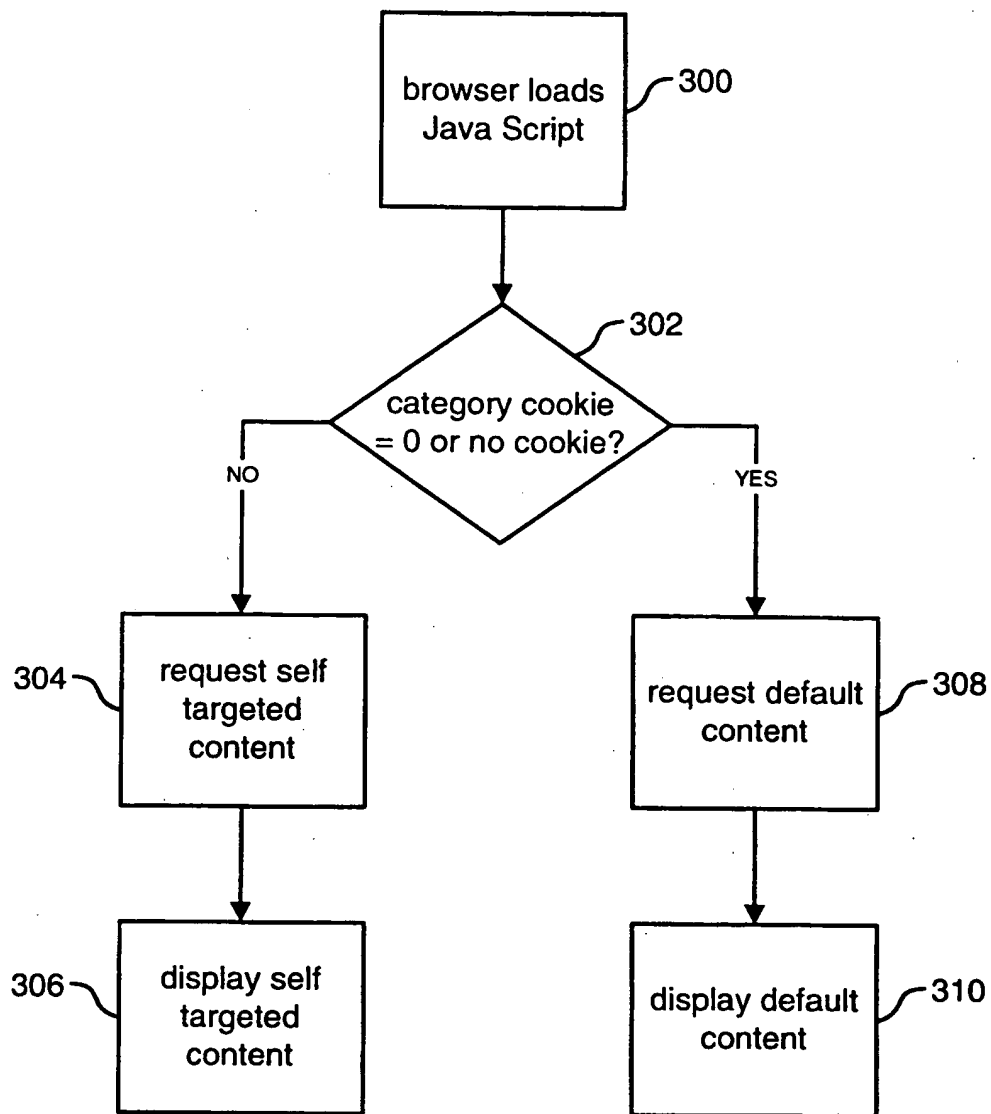 browser loads
Java Script
300
302
category cookie
= 0 or no cookie?
NO
YES
304
request self
targeted
content
request default
content
308
306
display self
targeted
content
display default
content
310